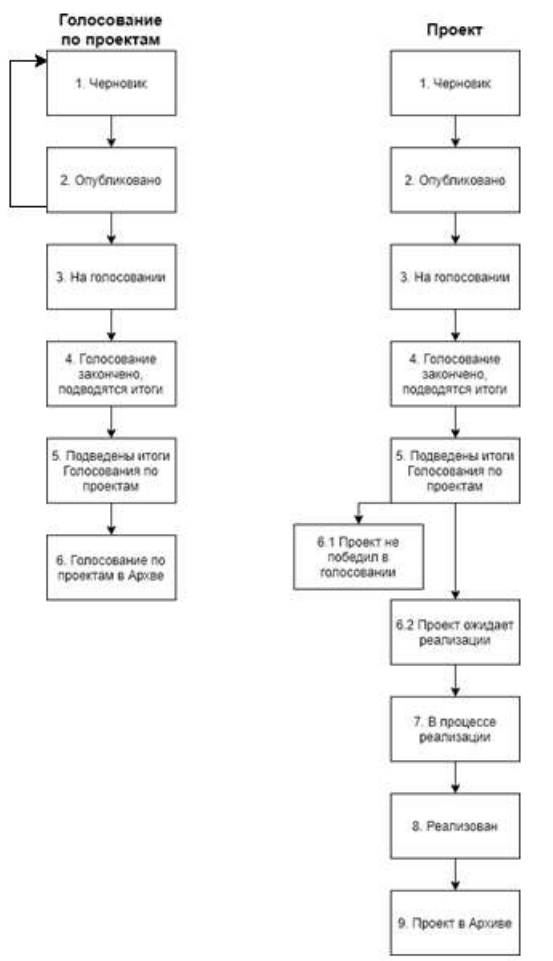 Голосование
по проектам
1. Черновик
2. Опубликовано
3. На голосовании
4. Голосование
закончено,
подводятся итоги
5. Подведены итоги
Голосования по
проектам
6. Голосование по
проектам в Архве
Проект
1. Черновик
2. Опубликовано
3. На голосовании
4. Голосование
закончено,
подводятся итоги
5. Подведены итоги
Голосования по
проектам
6.1 Проект не
победил в
голосовании
6.2 Проект ожидает
реализации
7. В процессе
реализации
8. Реализован
9. Проект в Архиве